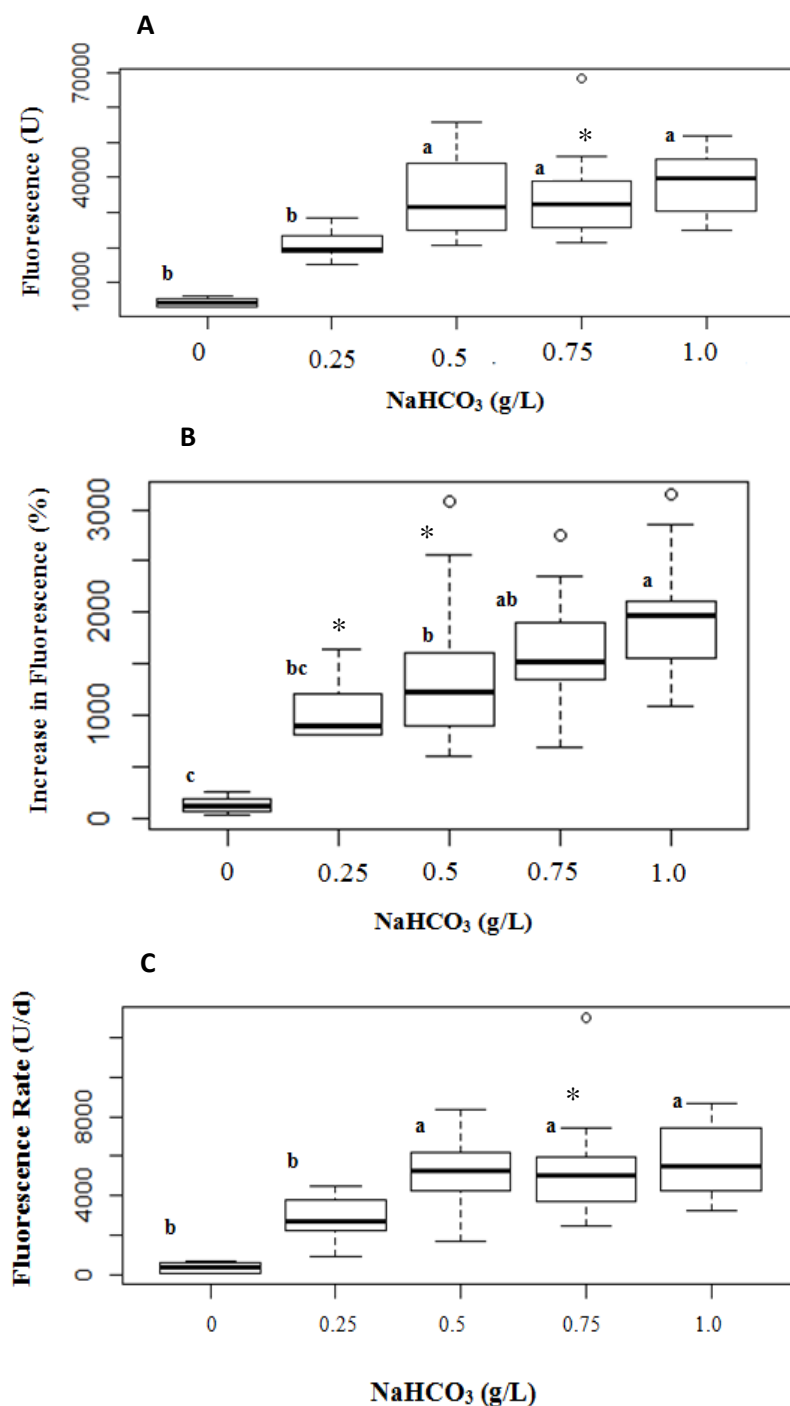 A
Fluorescence (U)
70000
40000
10000
a
*
a
a
b
b
0 0.25 0.5 0.75 1.0
NaHCO₃ (g/L)
B
Increase in Fluorescence (%)
3000
2000
1000
0
*
*
ab
a
b
bc
c
0 0.25 0.5 0.75 1.0
NaHCO₃ (g/L)
C
Fluorescence Rate (U/d)
8000
4000
0
*
a
a
a
b
b
0 0.25 0.5 0.75 1.0
NaHCO₃ (g/L)